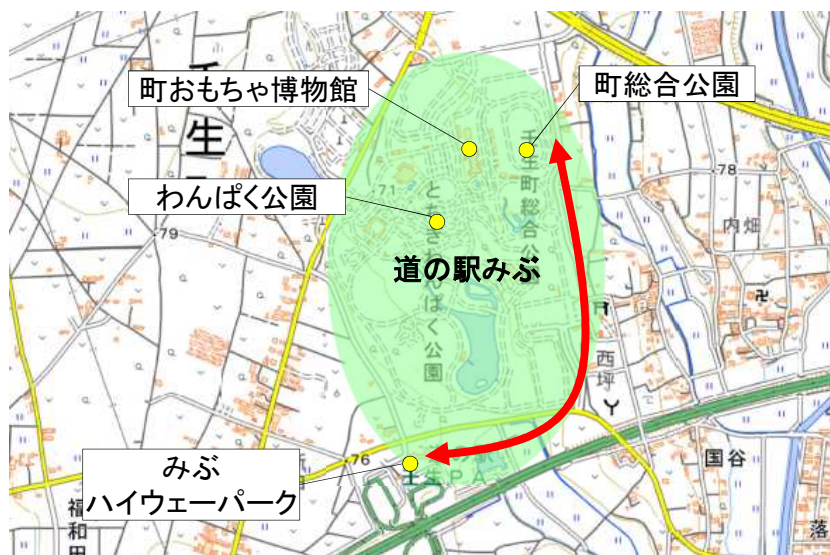 町おもちゃ博物館
町総合公園
わんぱく公園
道の駅みぶ
みぶ
ハイウェーパーク
壬生町総合公園
とちぎわんぱく公園
壬生PA
内畑
西坪
国谷
福和田
落
生
71
78
79
76